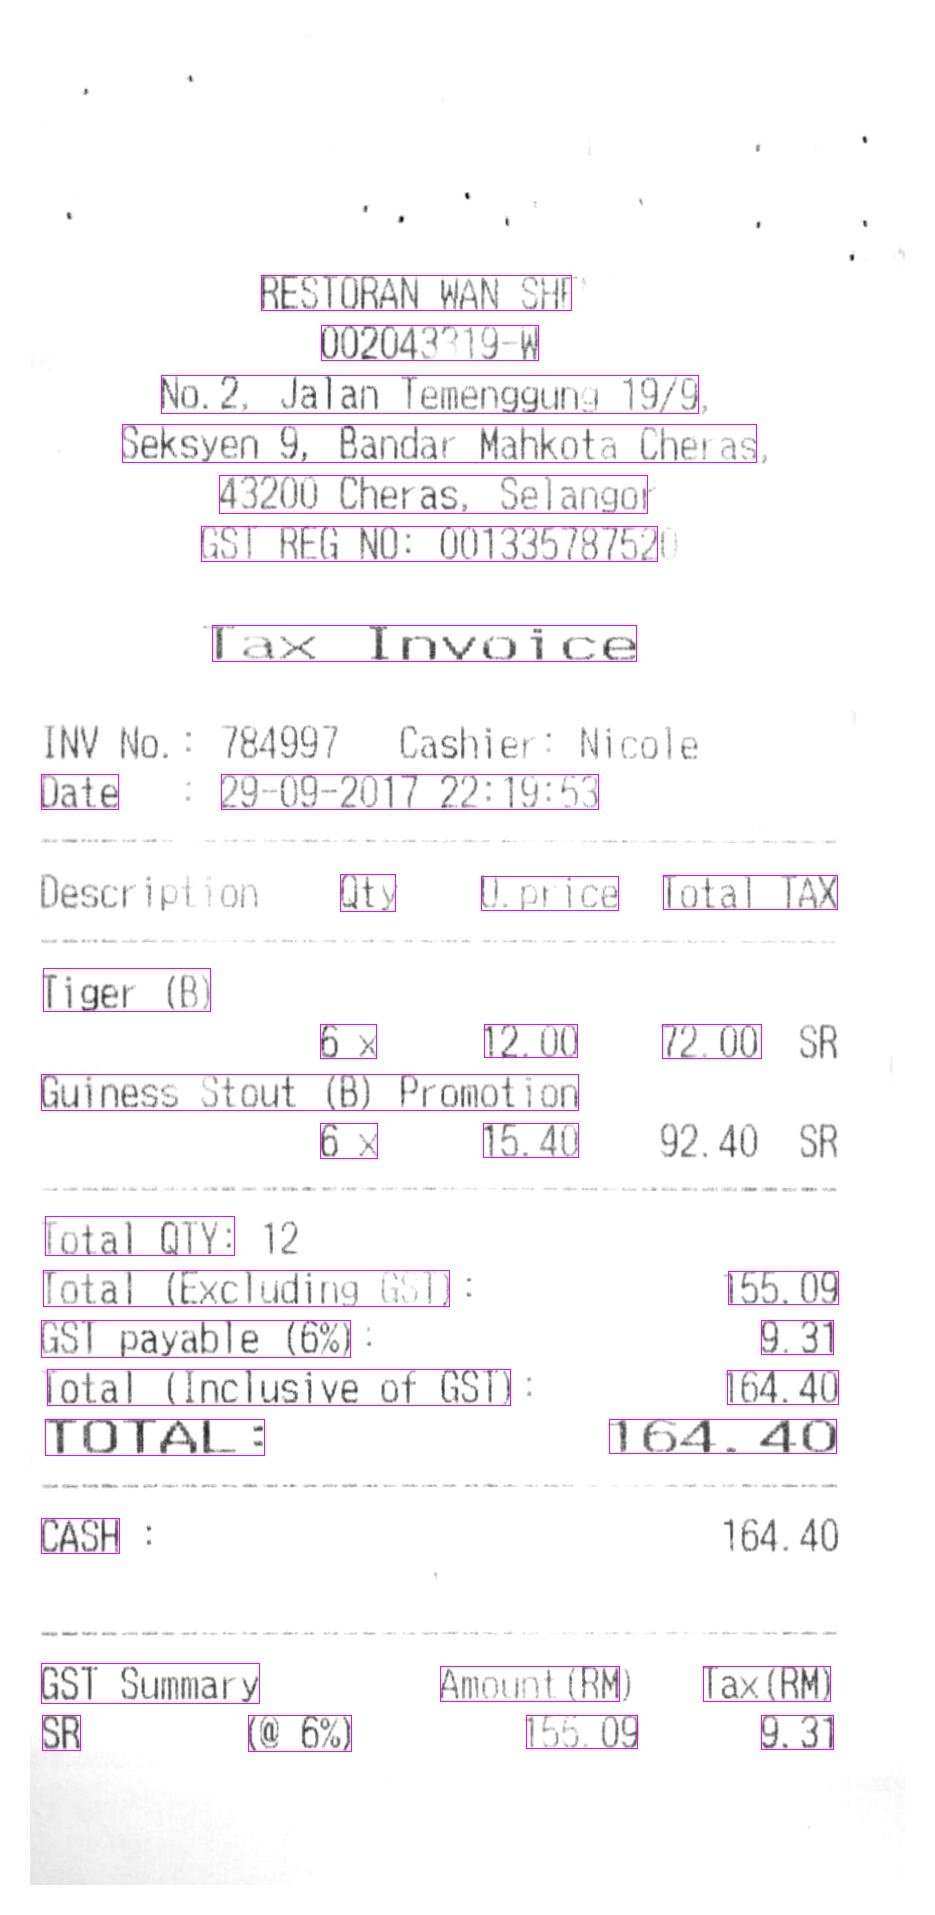 RESTORAN WAN
002043319-W
No.2, Jalan Temenggung 19/9,
Seksyen 9, Bandar Mahkota Cheras,
43200 Cheras, Selangor
GST REG NO: 001335787520
Tax Invoice
INV No.: 784997 Cashier: Nicole
Date : 29-09-2017 22:19:53
Description Qty U.price Total TAX
Tiger (B)
6 x 12.00 72.00 SR
Guiness Stout (B) Promotion
6 x 15.40 92.40 SR
Total QTY: 12
Total (Excluding GST): 155.09
GST payable (6%): 9.31
Total (Inclusive of GST): 164.40
TOTAL: 164.40
CASH : 164.40
GST Summary Amount(RM) Tax(RM)
SR (@ 6%) 155.09 9.31